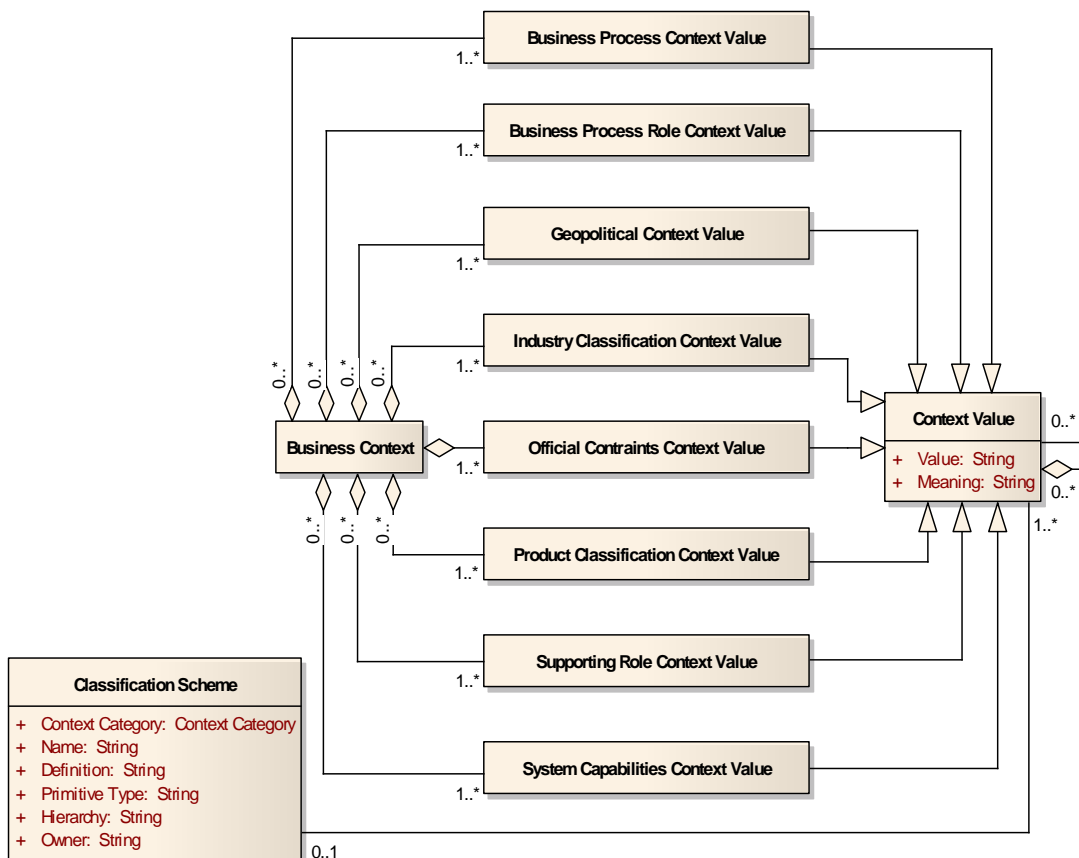 Business Process Context Value
1..*
Business Process Role Context Value
1..*
Geopolitical Context Value
1..*
Industry Classification Context Value
1..*
0..*
0..*
0..*
0..*
Business Context
Official Contraints Context Value
1..*
Context Value
+ Value: String
+ Meaning: String
0..*
0..*
1..*
0..*
0..*
0..*
Product Classification Context Value
1..*
Supporting Role Context Value
1..*
System Capabilities Context Value
1..*
Classification Scheme
+ Context Category: Context Category
+ Name: String
+ Definition: String
+ Primitive Type: String
+ Hierarchy: String
+ Owner: String
0..1